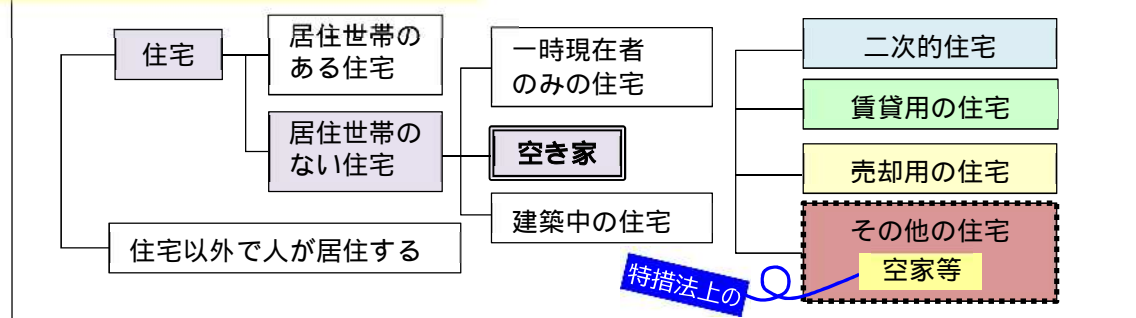 住宅
居住世帯の
ある住宅
居住世帯の
ない住宅
住宅以外で人が居住する
一時現在者
のみの住宅
空き家
建築中の住宅
二次的住宅
賃貸用の住宅
売却用の住宅
その他の住宅
特措法上の
空家等